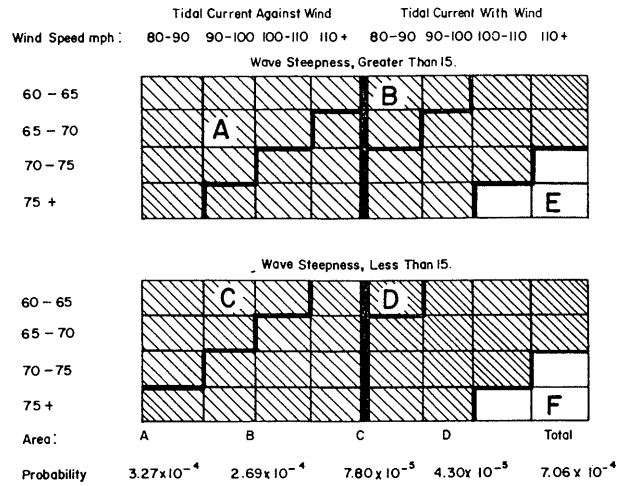 Tidal Current Against Wind Tidal Current With Wind
Wind Speed mph: 80-90 90-100 100-110 110+ 80-90 90-100 100-110 110+
Wave Steepness, Greater Than 15.
60-65 B
65-70 A
70-75
75+ E
Wave Steepness, Less Than 15.
60-65 C D
65-70
70-75
75+ F
Area: A B C D Total
Probability 3.27x10⁻⁴ 2.69x10⁻⁴ 7.80x10⁻⁵ 4.30x10⁻⁵ 7.06x10⁻⁴